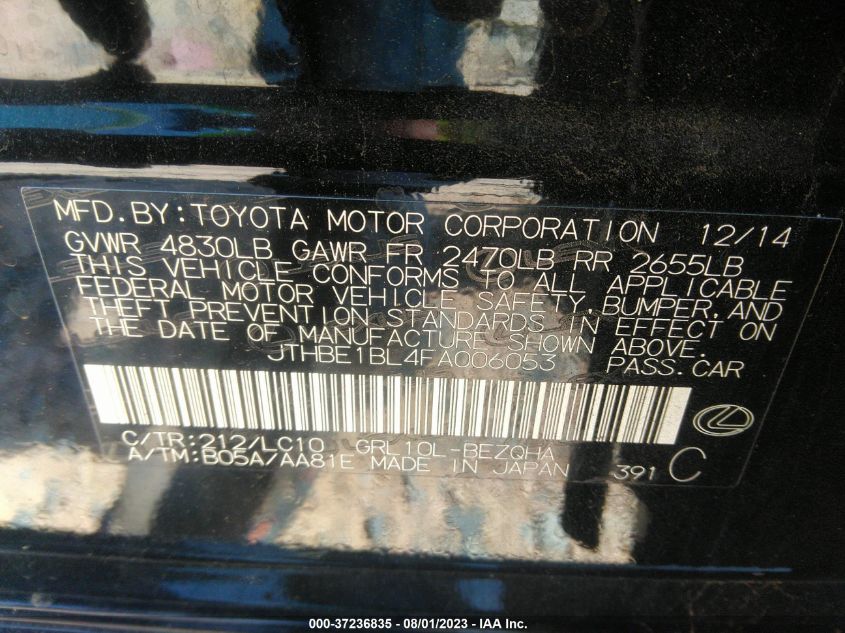 MFD.BY:TOYOTA MOTOR CORPORATION 12/14
GVWR 4830LB GAWR FR 2470LB RR 2655LB
THIS VEHICLE CONFORMS TO ALL APPLICABLE
FEDERAL MOTOR VEHICLE SAFETY,BUMPER,AND
THEFT PREVENTION STANDARDS IN EFFECT ON
THE DATE OF MANUFACTURE SHOWN ABOVE.
JTHBE1BL4FA006053 PASS.CAR
C/TR:212/LC10 GRL10L-BEZQHA
A/TM:B05A/AA81E MADE IN JAPAN 391 C
000-37236835 - 08/01/2023 - IAA Inc.